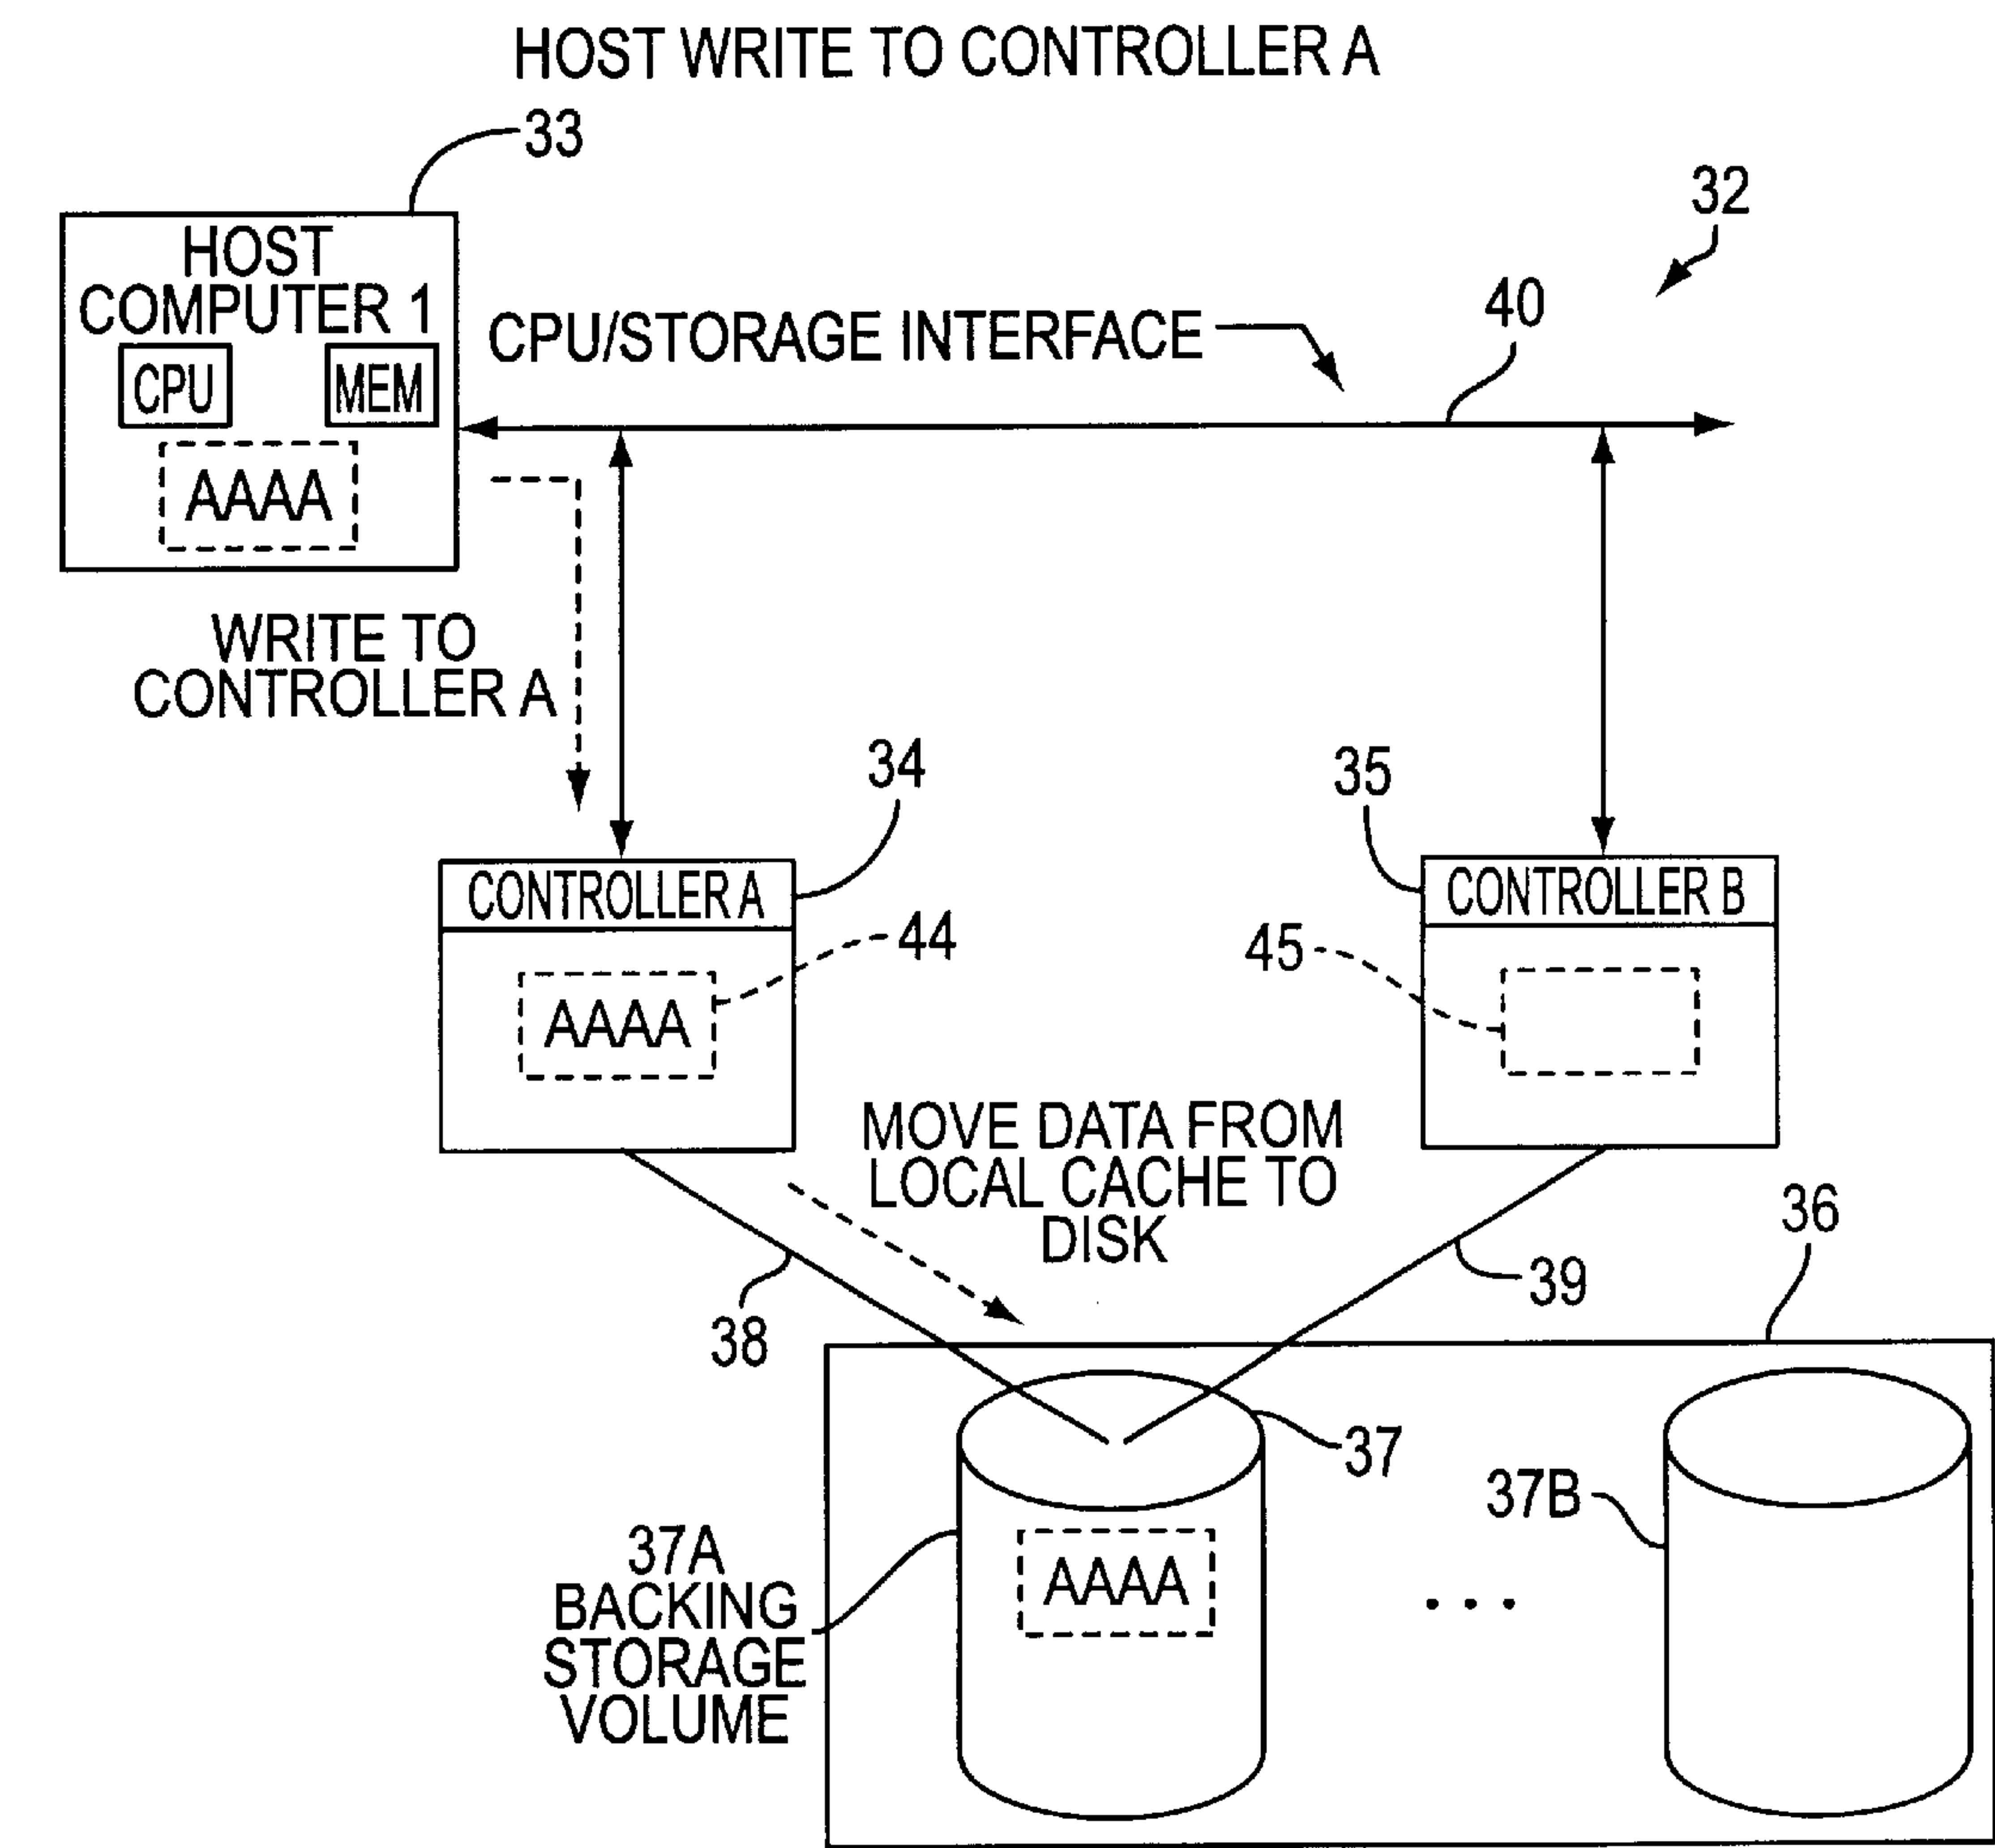 HOST WRITE TO CONTROLLER A
33
32
HOST
COMPUTER 1
CPU
MEM
AAAA
CPU/STORAGE INTERFACE
40
WRITE TO
CONTROLLER A
34
35
CONTROLLER A
CONTROLLER B
44
45
AAAA
MOVE DATA FROM
LOCAL CACHE TO
DISK
36
38
39
37
37B
37A
BACKING
STORAGE
VOLUME
AAAA
...